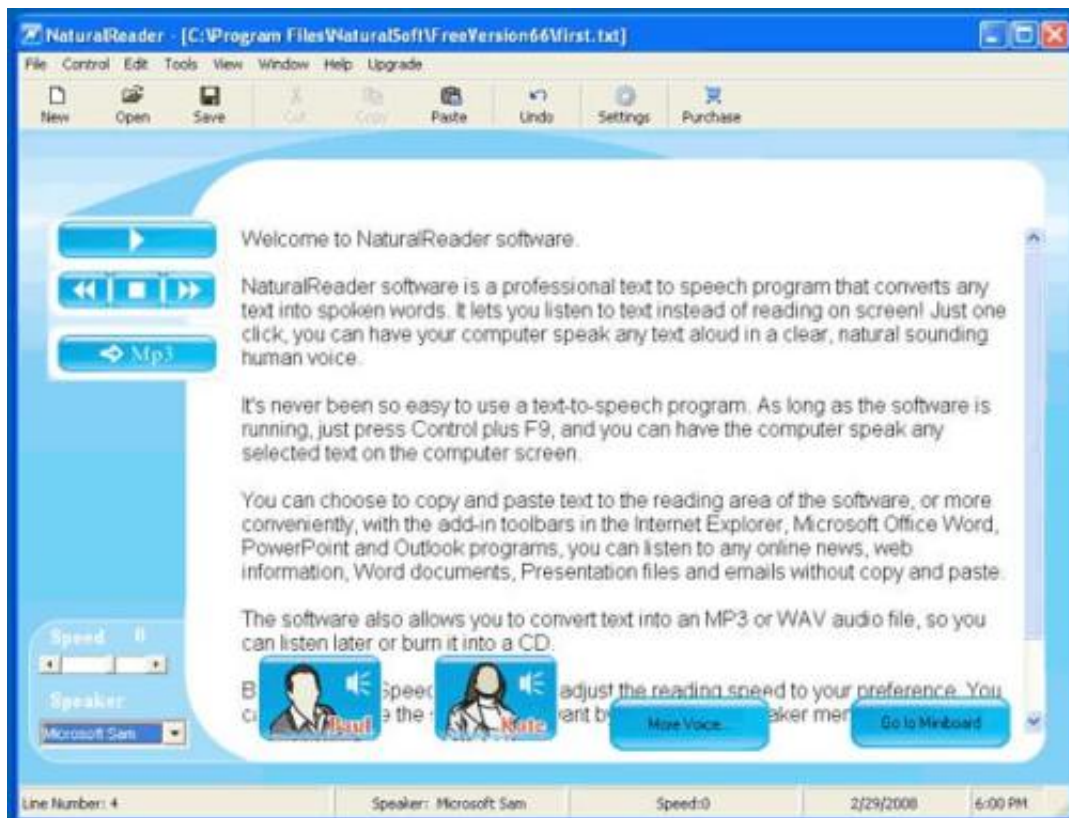 NaturalReader - [C:\Program Files\NaturalSoft\FreeVersion66\first.txt]
File Control Edit Tools View Window Help Upgrade
New Open Save Cut Copy Paste Undo Settings Purchase
Welcome to NaturalReader software.
NaturalReader software is a professional text to speech program that converts any
text into spoken words. It lets you listen to text instead of reading on screen! Just one
click, you can have your computer speak any text aloud in a clear, natural sounding
human voice.
Mp3
It's never been so easy to use a text-to-speech program. As long as the software is
running, just press Control plus F9, and you can have the computer speak any
selected text on the computer screen.
You can choose to copy and paste text to the reading area of the software, or more
conveniently, with the add-in toolbars in the Internet Explorer, Microsoft Office Word,
PowerPoint and Outlook programs, you can listen to any online news, web
information, Word documents, Presentation files and emails without copy and paste.
The software also allows you to convert text into an MP3 or WAV audio file, so you
can listen later or burn it into a CD.
adjust the reading speed to your preference. You
the
Speed 0
Speaker
Microsoft Sam
Paul
Kate
More Voice...
Go to Miniboard
Line Number: 4 Speaker: Microsoft Sam Speed:0 2/29/2008 6:00 PM